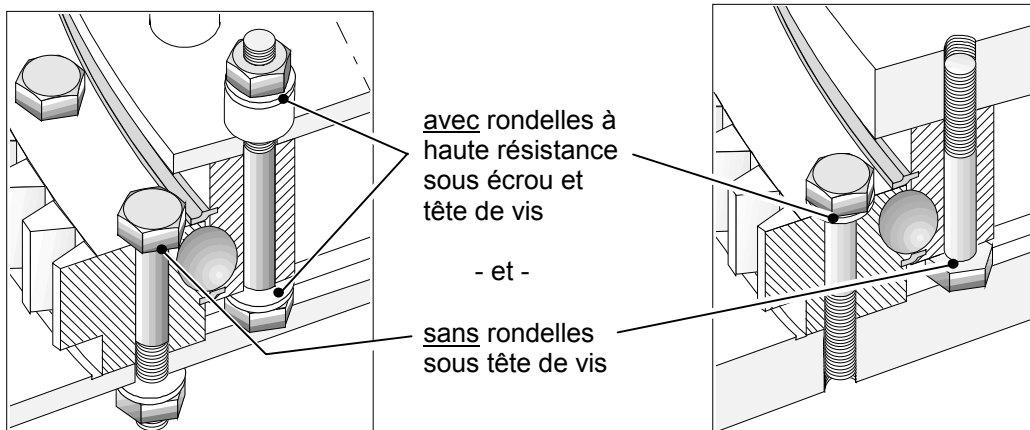 avec rondelles à
haute résistance
sous écrou et
tête de vis
- et -
sans rondelles
sous tête de vis